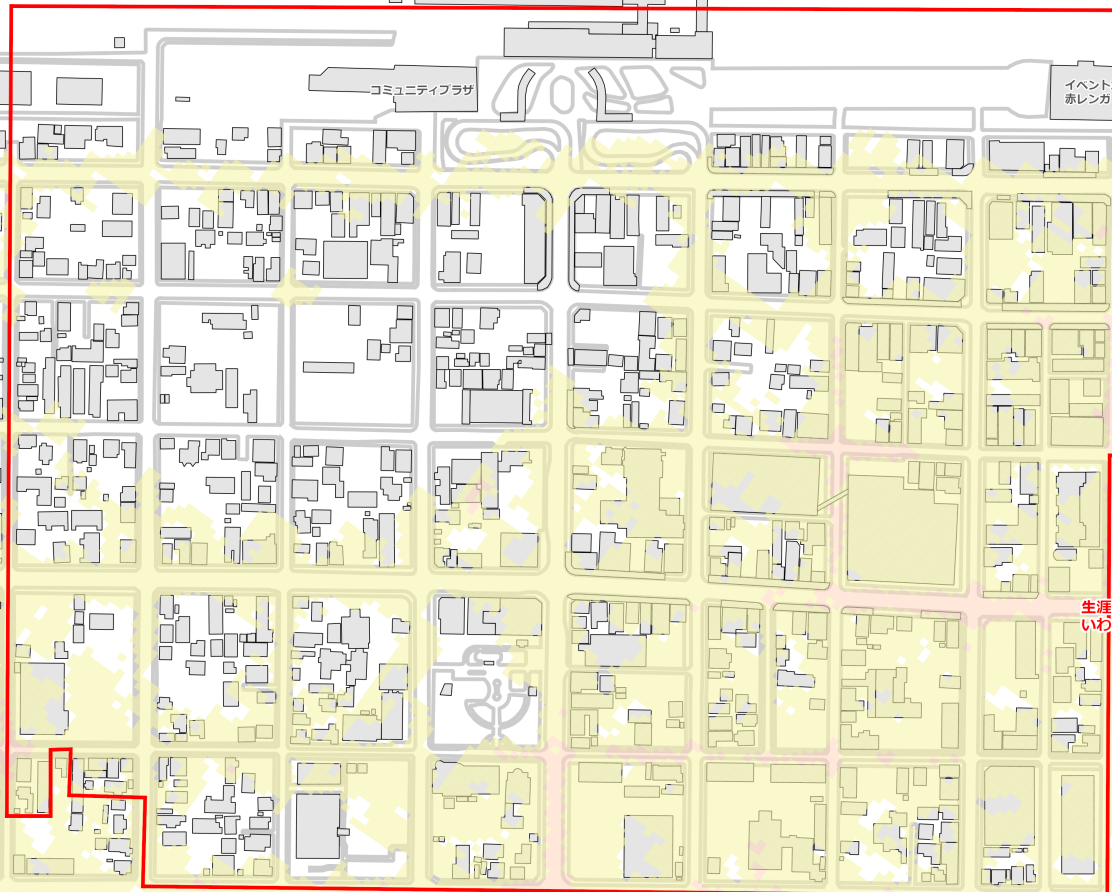 コミュニティプラザ
イベント
赤レンガ
生涯
いわ